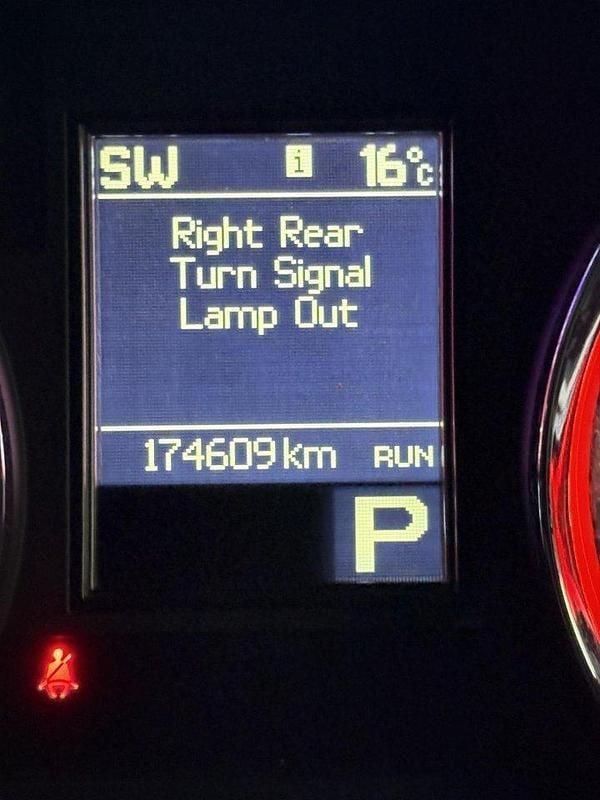 SW i 16°C
Right Rear
Turn Signal
Lamp Out
174609 km RUN
P